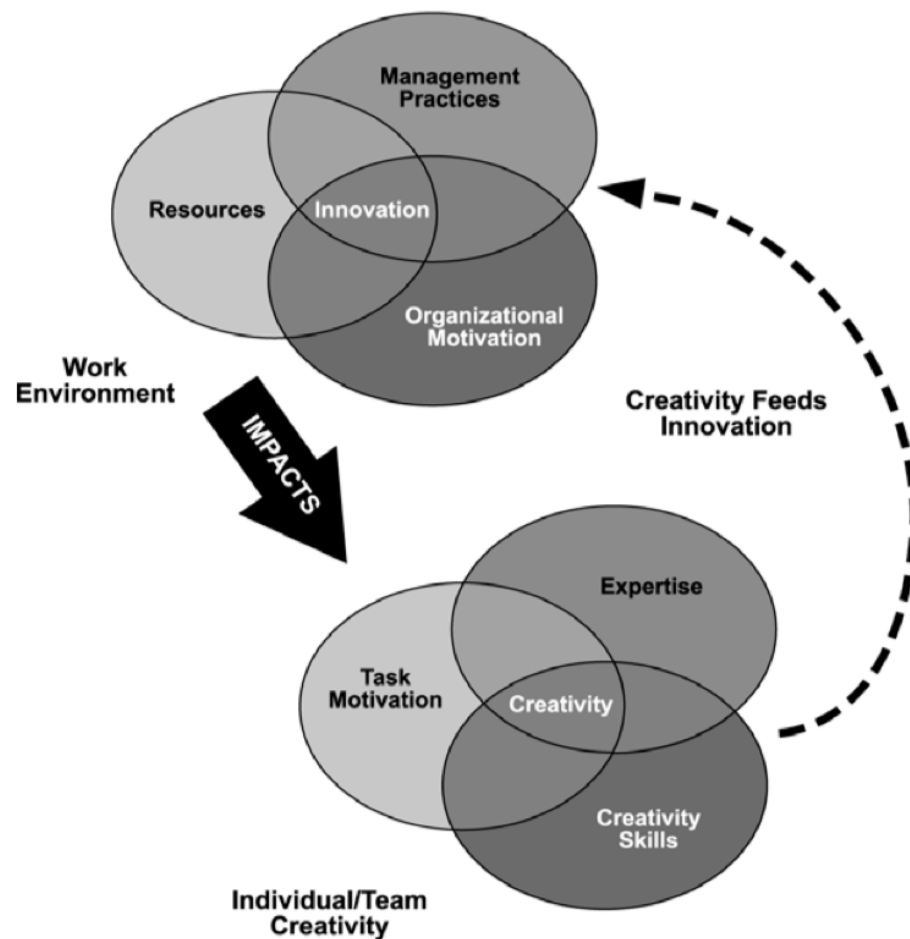 Management
Practices
Resources
Innovation
Organizational
Motivation
Work
Environment
IMPACTS
Creativity Feeds
Innovation
Expertise
Task
Motivation
Creativity
Creativity
Skills
Individual/Team
Creativity